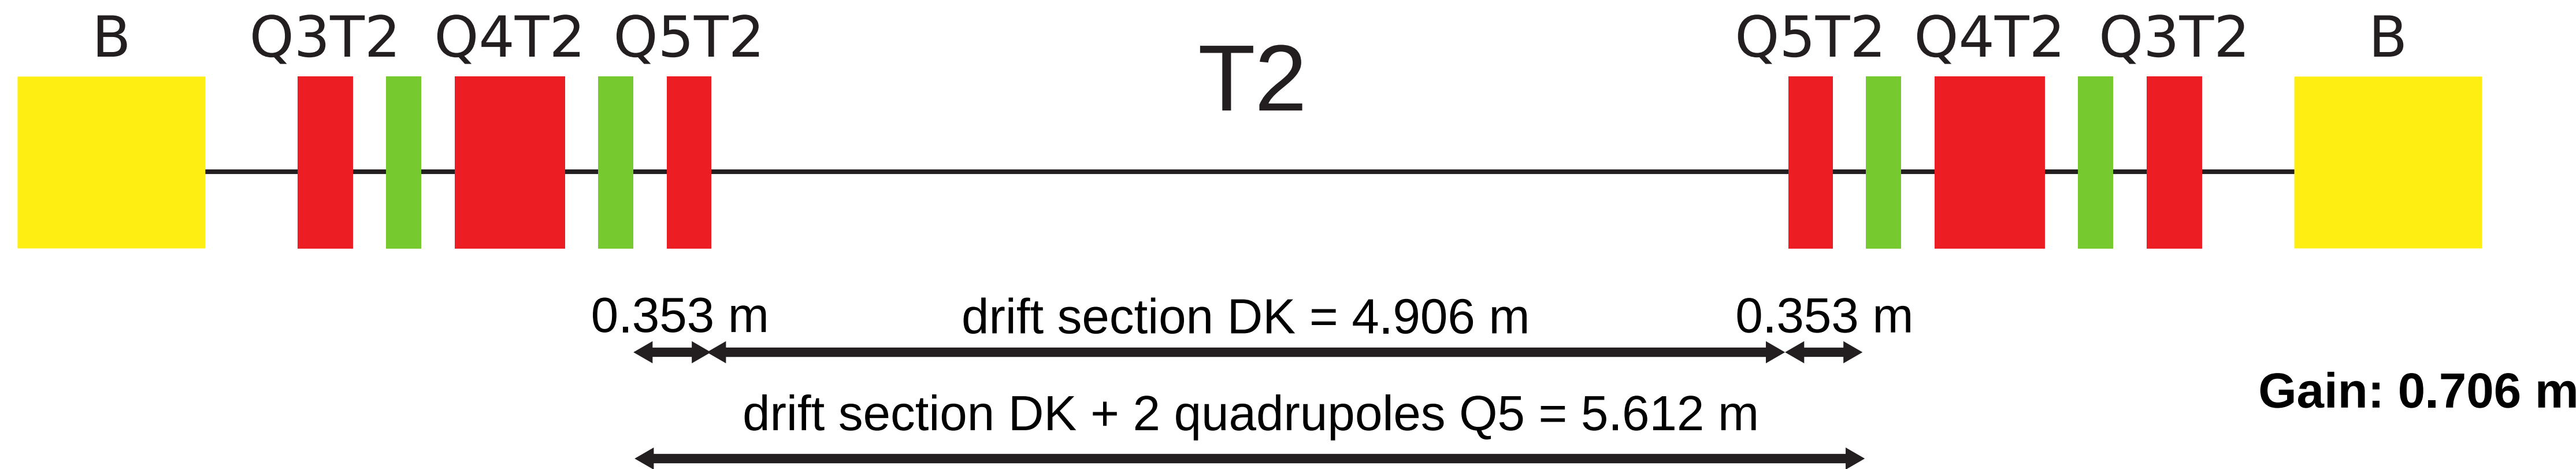 B Q3T2 Q4T2 Q5T2 T2 Q5T2 Q4T2 Q3T2 B
0.353 m drift section DK = 4.906 m 0.353 m
drift section DK + 2 quadrupoles Q5 = 5.612 m
Gain: 0.706 m